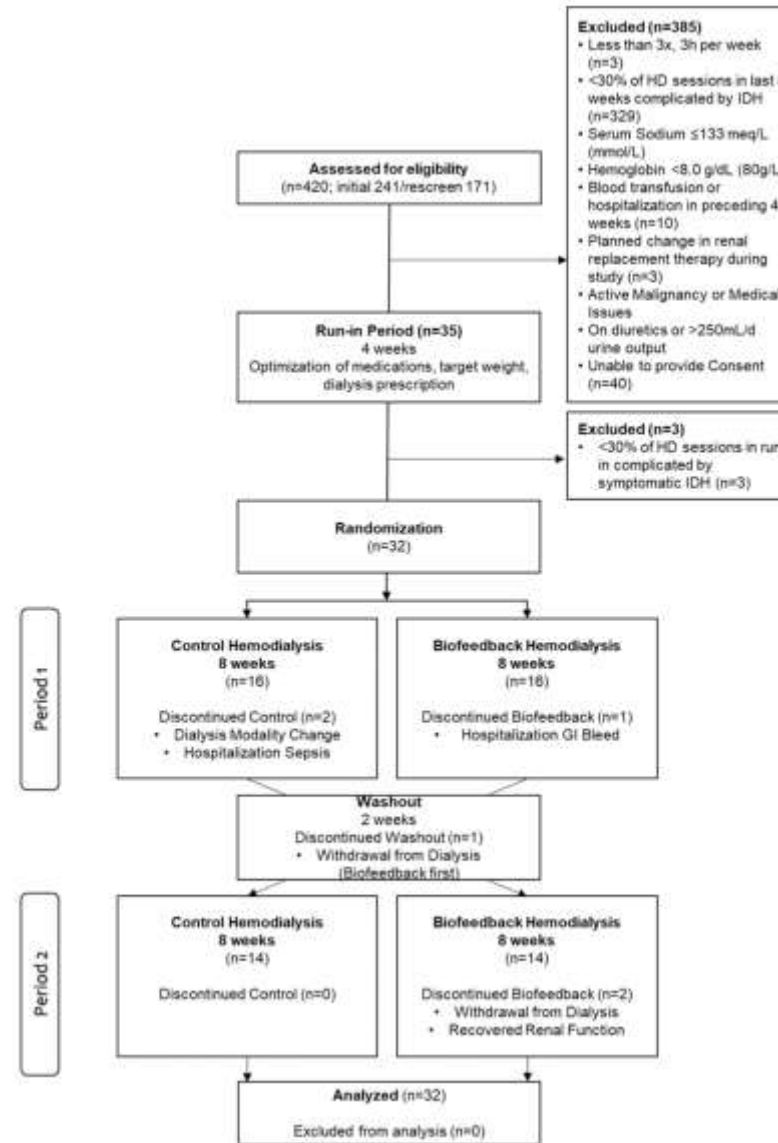 Assessed for eligibility
(n=420; initial 241/rescreen 171)
Excluded (n=385)
• Less than 3x, 3h per week
(n=3)
• <30% of HD sessions in last
weeks complicated by IDH
(n=329)
• Serum Sodium ≤133 meq/L
(mmol/L)
• Hemoglobin <8.0 g/dL (80g/L
• Blood transfusion or
hospitalization in preceding 4
weeks (n=10)
• Planned change in renal
replacement therapy during
study (n=3)
• Active Malignancy or Medical
Issues
• On diuretics or >250mL/d
urine output
• Unable to provide Consent
(n=40)
Run-in Period (n=35)
4 weeks
Optimization of medications, target weight,
dialysis prescription
Excluded (n=3)
• <30% of HD sessions in run
in complicated by
symptomatic IDH (n=3)
Randomization
(n=32)
Period 1
Control Hemodialysis
8 weeks
(n=16)
Discontinued Control (n=2)
• Dialysis Modality Change
• Hospitalization Sepsis
Biofeedback Hemodialysis
8 weeks
(n=16)
Discontinued Biofeedback (n=1)
• Hospitalization GI Bleed
Washout
2 weeks
Discontinued Washout (n=1)
• Withdrawal from Dialysis
(Biofeedback first)
Period 2
Control Hemodialysis
8 weeks
(n=14)
Discontinued Control (n=0)
Biofeedback Hemodialysis
8 weeks
(n=14)
Discontinued Biofeedback (n=2)
• Withdrawal from Dialysis
• Recovered Renal Function
Analyzed (n=32)
Excluded from analysis (n=0)